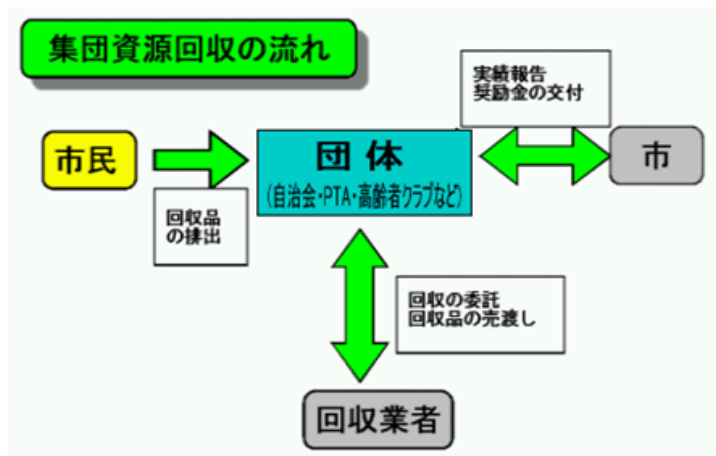 集団資源回収の流れ
実績報告
奨励金の交付
市民
団体
(自治会・PTA・高齢者クラブなど)
市
回収品
の排出
回収の委託
回収品の売渡し
回収業者